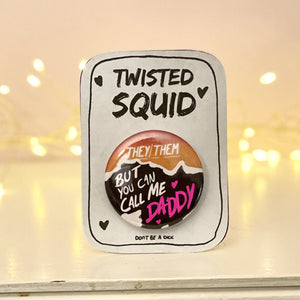 TWISTED
SQUID
THEY/THEM
BUT
YOU CAN
CALL ME
DADDY
DON'T BE A DICK